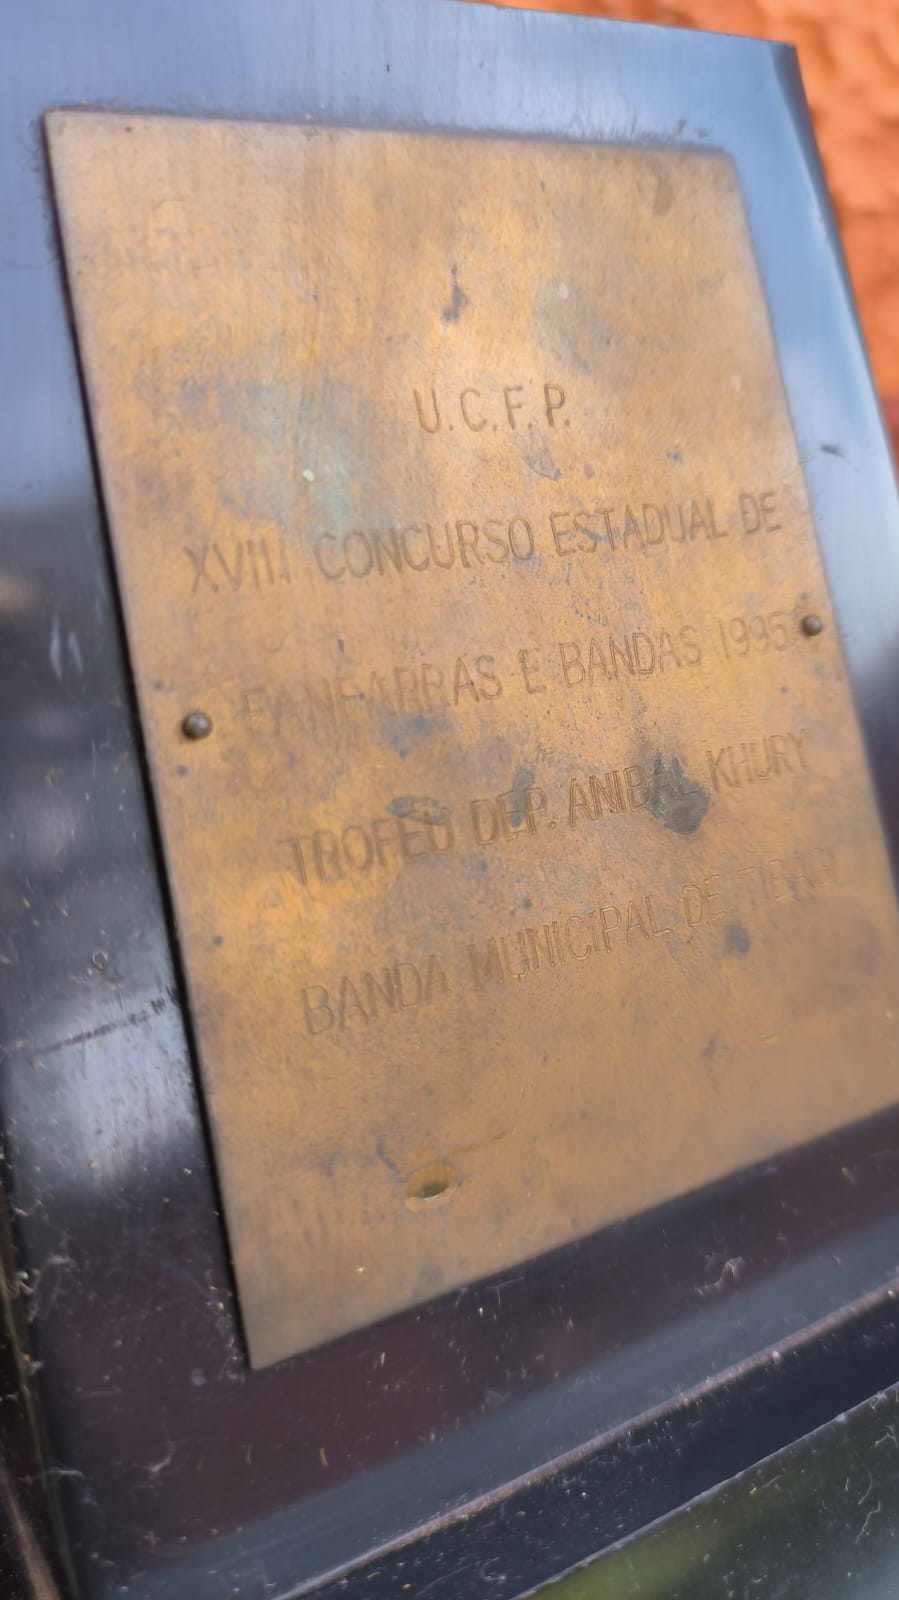 U.C.F.P.
XVIII CONCURSO ESTADUAL DE
FANFARRAS E BANDAS 1995
TROFEU DEP. ANIBAL KHURY
BANDA MUNICIPAL DE